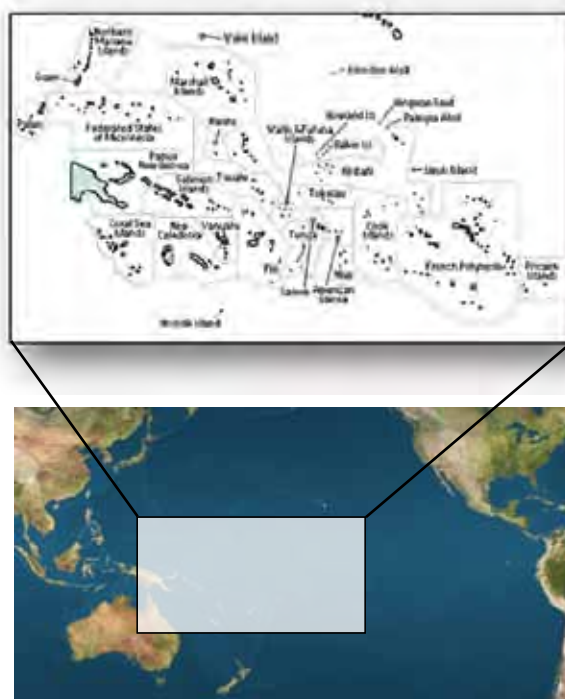 Northern
Mariana
Islands
Wake Island
Guam
Marshall
Islands
Johnston Atoll
Kingman Reef
Palmyra Atoll
Howland Is
Palau
Federated States
of Micronesia
Nauru
Wallis & Futuna
Islands
Baker Is
Kiribati
Jarvis Island
Papua
New Guinea
Solomon
Islands
Tuvalu
Tokelau
Coral Sea
Islands
New
Caledonia
Vanuatu
Fiji
Tonga
Samoa
American
Samoa
Niue
Cook
Islands
French Polynesia
Pitcairn
Islands
Norfolk Island